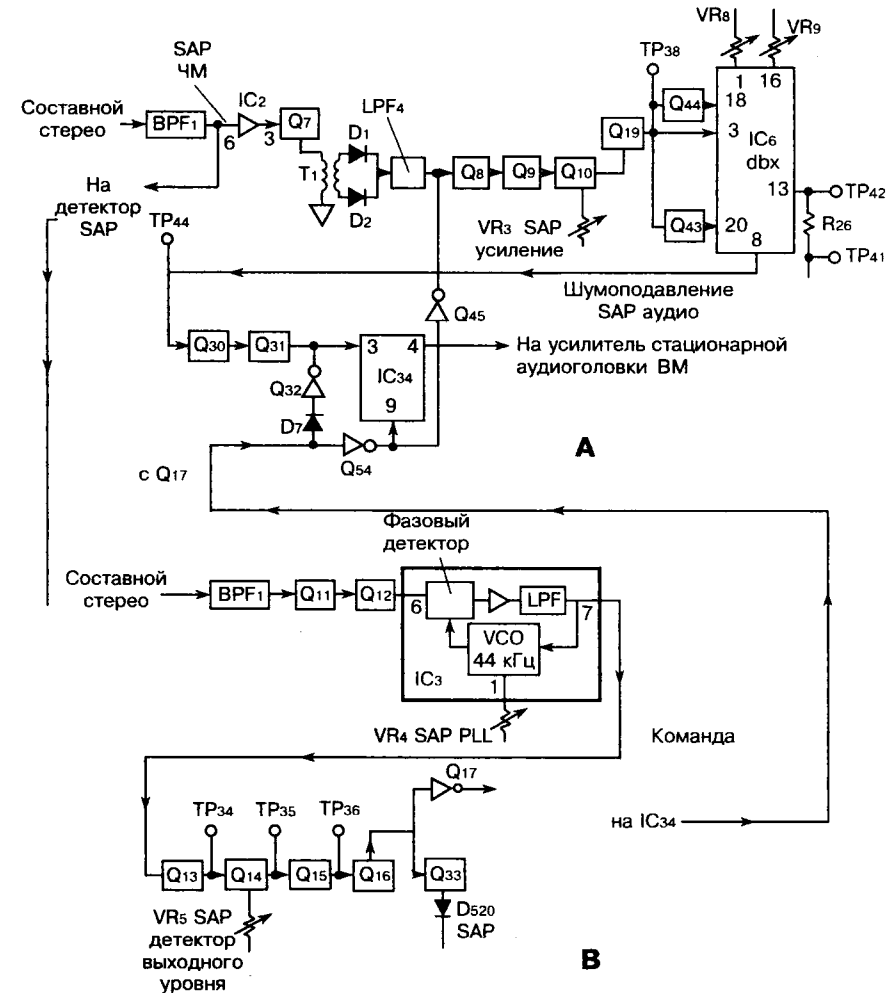 VR8
VR9
SAP
ЧМ
TP38
Составной
стерео
BPF1
6
IC2
3
Q7
LPF4
D1
T1
D2
Q8
Q9
Q10
Q19
Q44
1
16
18
3
IC6
dbx
13
TP42
R26
TP41
Q43
20
8
На
детектор
SAP
TP44
VR3 SAP
усиление
Шумоподавление
SAP аудио
Q45
Q30
Q31
3
4
IC34
9
На усилитель стационарной
аудиоголовки ВМ
Q32
D7
Q54
A
с Q17
Фазовый
детектор
Составной
стерео
BPF1
Q11
Q12
6
LPF
7
VCO
44 кГц
IC3
1
VR4 SAP PLL
Команда
Q17
TP34
TP35
TP36
на IC34
Q13
Q14
Q15
Q16
Q33
VR5 SAP
детектор
выходного
уровня
D520
SAP
B